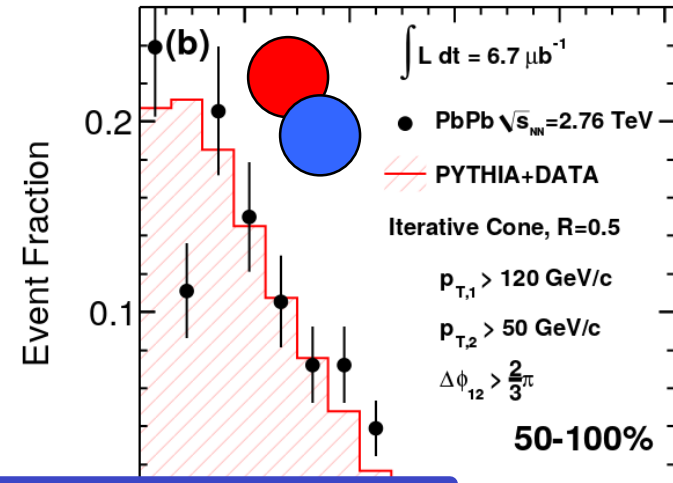 (b)
∫L dt = 6.7 μb⁻¹
0.2
PbPb √s_NN=2.76 TeV
PYTHIA+DATA
Iterative Cone, R=0.5
p_T,1 > 120 GeV/c
0.1
p_T,2 > 50 GeV/c
Δϕ_12 > 2/3 π
50-100%
Event Fraction